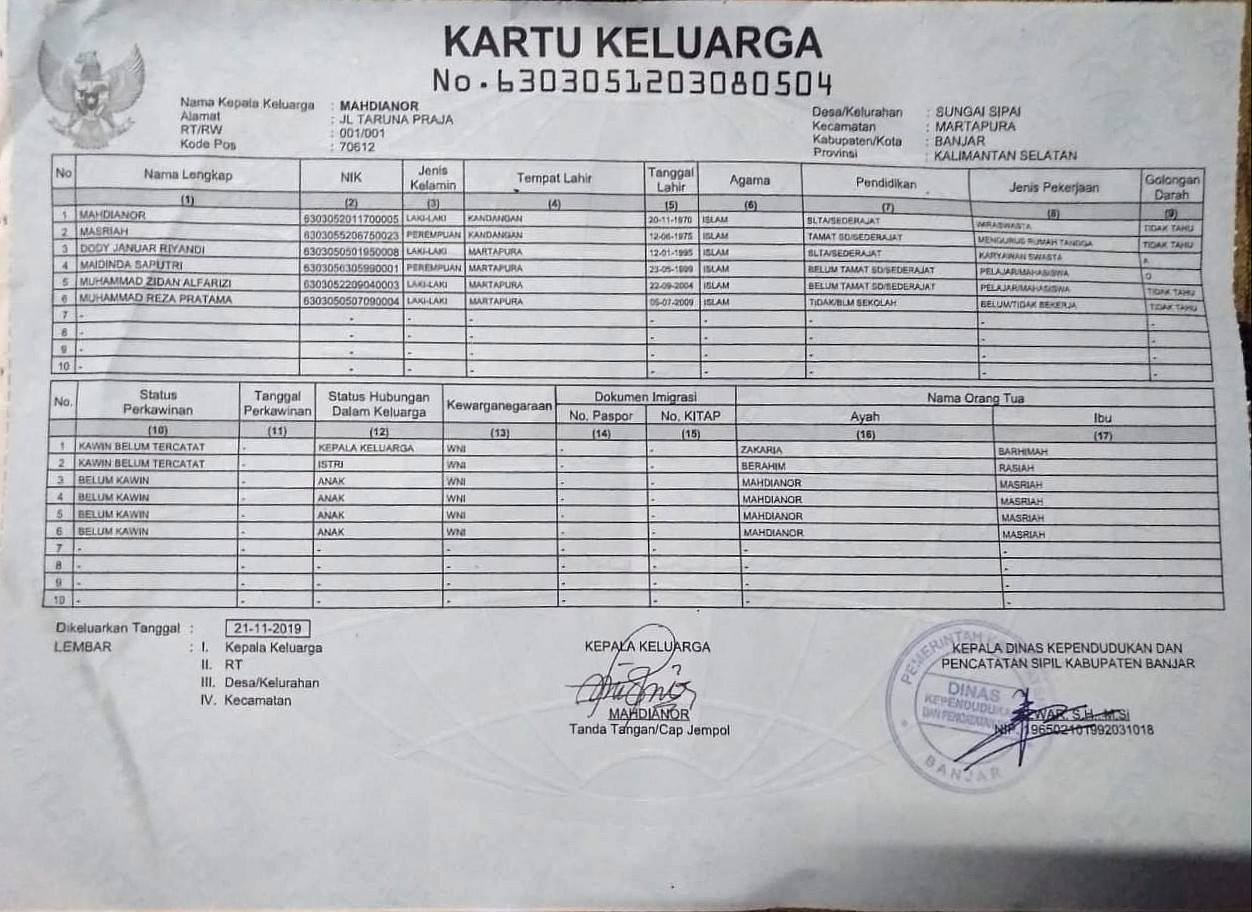 KARTU KELUARGA
No. 6303051203080504
Nama Kepala Keluarga : MAHDIANOR
Alamat : JL TARUNA PRAJA
RT/RW : 001/001
Kode Pos : 70612
Desa/Kelurahan : SUNGAI SIPAI
Kecamatan : MARTAPURA
Kabupaten/Kota : BANJAR
Provinsi : KALIMANTAN SELATAN
No Nama Lengkap NIK Jenis Kelamin Tempat Lahir Tanggal Lahir Agama Pendidikan Jenis Pekerjaan Golongan Darah
(1) (2) (3) (4) (5) (6) (7) (8) (9)
1 MAHDIANOR 6303052011700005 LAKI-LAKI KANDANGAN 20-11-1970 ISLAM SLTA/SEDERAJAT WIRASWASTA TIDAK TAHU
2 MASRIAH 6303055206750023 PEREMPUAN KANDANGAN 12-06-1975 ISLAM TAMAT SD/SEDERAJAT MENGURUS RUMAH TANGGA TIDAK TAHU
3 DODY JANUAR RIYANDI 6303050501950008 LAKI-LAKI MARTAPURA 12-01-1995 ISLAM SLTA/SEDERAJAT KARYAWAN SWASTA A
4 MAIDINDA SAPUTRI 6303056305990001 PEREMPUAN MARTAPURA 23-05-1999 ISLAM BELUM TAMAT SD/SEDERAJAT PELAJAR/MAHASISWA O
5 MUHAMMAD ZIDAN ALFARIZI 6303052209040003 LAKI-LAKI MARTAPURA 22-09-2004 ISLAM BELUM TAMAT SD/SEDERAJAT PELAJAR/MAHASISWA TIDAK TAHU
6 MUHAMMAD REZA PRATAMA 6303050507090004 LAKI-LAKI MARTAPURA 05-07-2009 ISLAM TIDAK/BLM SEKOLAH BELUM/TIDAK BEKERJA TIDAK TAHU
7 - - - - - - - - -
8 - - - - - - - - -
9 - - - - - - - - -
10 - - - - - - - - -
No. Status Perkawinan Tanggal Perkawinan Status Hubungan Dalam Keluarga Kewarganegaraan Dokumen Imigrasi Nama Orang Tua
No. Paspor No. KITAP Ayah Ibu
(10) (11) (12) (13) (14) (15) (16) (17)
1 KAWIN BELUM TERCATAT - KEPALA KELUARGA WNI - - ZAKARIA BARHIMAH
2 KAWIN BELUM TERCATAT - ISTRI WNI - - BERAHIM RASIAH
3 BELUM KAWIN - ANAK WNI - - MAHDIANOR MASRIAH
4 BELUM KAWIN - ANAK WNI - - MAHDIANOR MASRIAH
5 BELUM KAWIN - ANAK WNI - - MAHDIANOR MASRIAH
6 BELUM KAWIN - ANAK WNI - - MAHDIANOR MASRIAH
7 - - - - - - - -
8 - - - - - - - -
9 - - - - - - - -
10 - - - - - - - -
Dikeluarkan Tanggal : 21-11-2019
LEMBAR : I. Kepala Keluarga
II. RT
III. Desa/Kelurahan
IV. Kecamatan
KEPALA KELUARGA
MAHDIANOR
Tanda Tangan/Cap Jempol
KEPALA DINAS KEPENDUDUKAN DAN
PENCATATAN SIPIL KABUPATEN BANJAR
S.H., M.Si
NIP. 196502101992031018
PEMERINTAH
DINAS
BANJAR